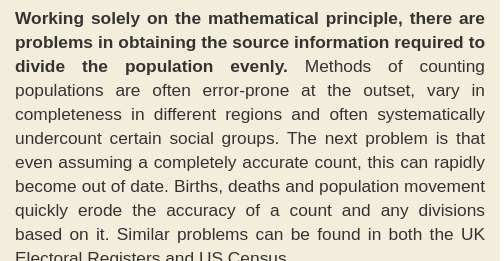 Working solely on the mathematical principle, there are
problems in obtaining the source information required to
divide the population evenly. Methods of counting
populations are often error-prone at the outset, vary in
completeness in different regions and often systematically
undercount certain social groups. The next problem is that
even assuming a completely accurate count, this can rapidly
become out of date. Births, deaths and population movement
quickly erode the accuracy of a count and any divisions
based on it. Similar problems can be found in both the UK
Electoral Registers and US Census.